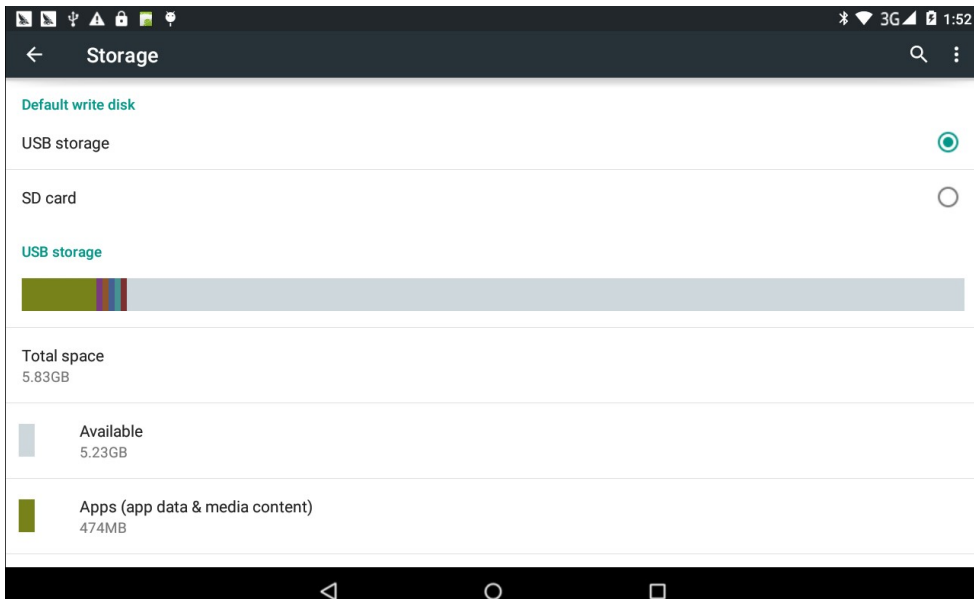 3G 1:52
Storage
Default write disk
USB storage
SD card
USB storage
Total space
5.83GB
Available
5.23GB
Apps (app data & media content)
474MB